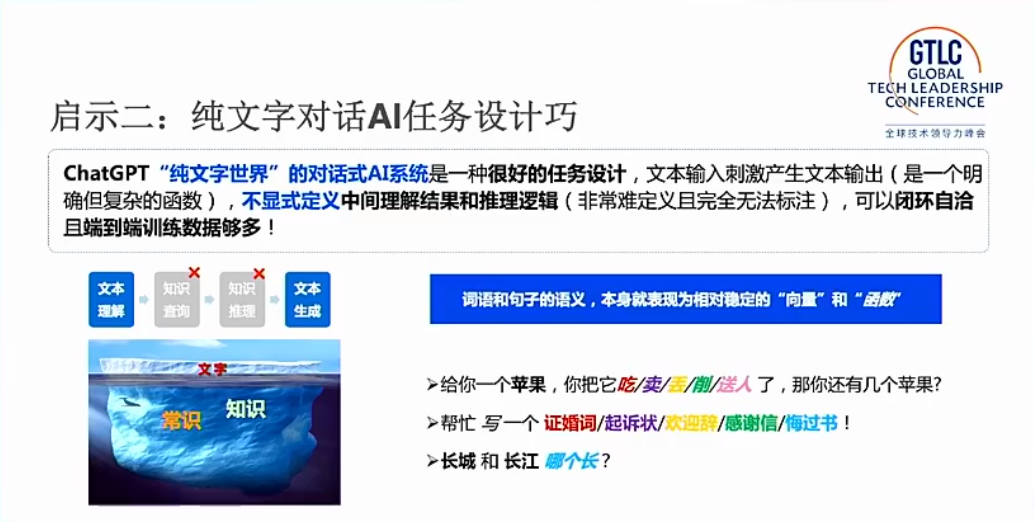 GTLC
GLOBAL
TECH LEADERSHIP
CONFERENCE
全球技术领导力峰会
启示二：纯文字对话AI任务设计巧
ChatGPT“纯文字世界”的对话式AI系统是一种很好的任务设计，文本输入刺激产生文本输出（是一个明
确但复杂的函数），不显式定义中间理解结果和推理逻辑（非常难定义且完全无法标注），可以闭环自洽
且端到端训练数据够多！
文本 知识 知识 文本
理解 查询 推理 生成
词语和句子的语义，本身就表现为相对稳定的“向量”和“函数”
文字
知识
常识
➢给你一个苹果，你把它吃/卖/丢/削/送人 了，那你还有几个苹果?
➢帮忙 写一个 证婚词/起诉状/欢迎辞/感谢信/悔过书！
➢长城 和 长江 哪个长？